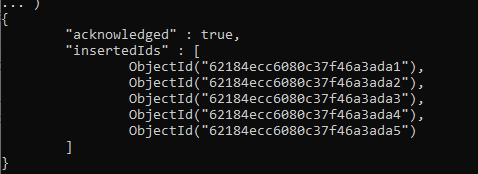 ... )
{
        "acknowledged" : true,
        "insertedIds" : [
                ObjectId("62184ecc6080c37f46a3ada1"),
                ObjectId("62184ecc6080c37f46a3ada2"),
                ObjectId("62184ecc6080c37f46a3ada3"),
                ObjectId("62184ecc6080c37f46a3ada4"),
                ObjectId("62184ecc6080c37f46a3ada5")
        ]
}